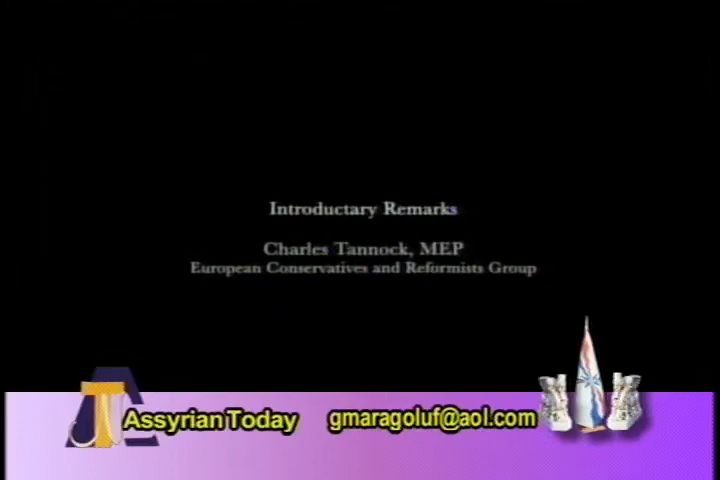 Introductary Remarks
Charles Tannock, MEP
European Conservatives and Reformists Group
Assyrian Today
gmaragoluf@aol.com